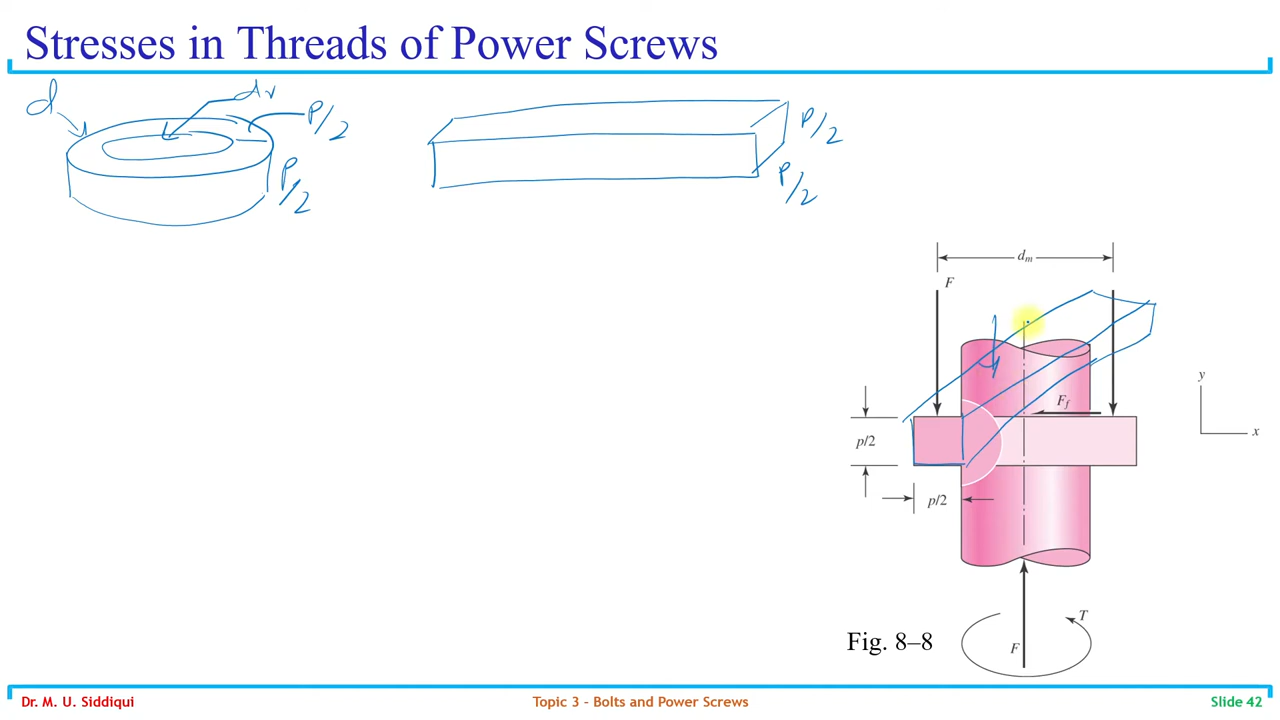 Stresses in Threads of Power Screws
d
dr
P/2
P/2
P/2
P/2
dm
F
Ff
p/2
p/2
y
x
T
F
Fig. 8–8
Dr. M. U. Siddiqui
Topic 3 – Bolts and Power Screws
Slide 42